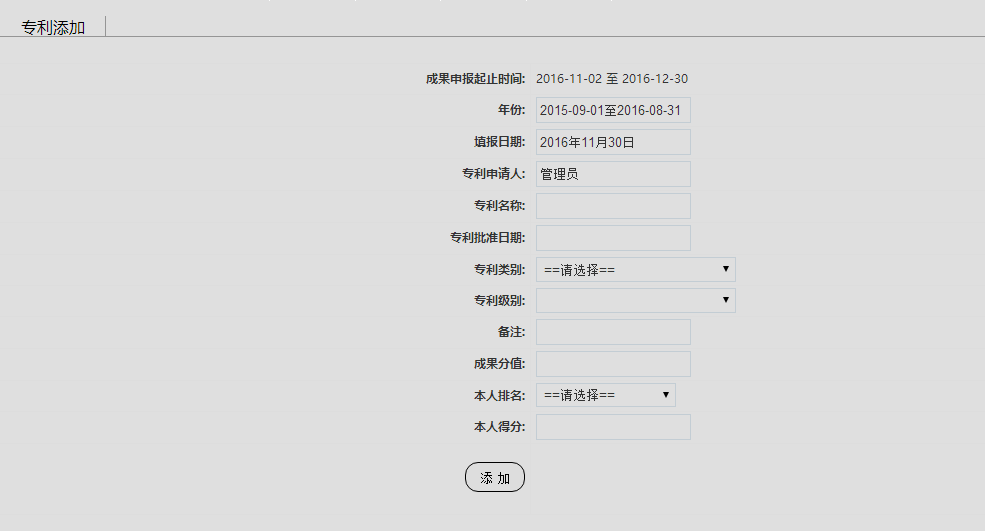 专利添加
成果申报起止时间: 2016-11-02 至 2016-12-30
年份: 2015-09-01至2016-08-31
填报日期: 2016年11月30日
专利申请人: 管理员
专利名称:
专利批准日期:
专利类别: ==请选择==
专利级别:
备注:
成果分值:
本人排名: ==请选择==
本人得分:
添 加